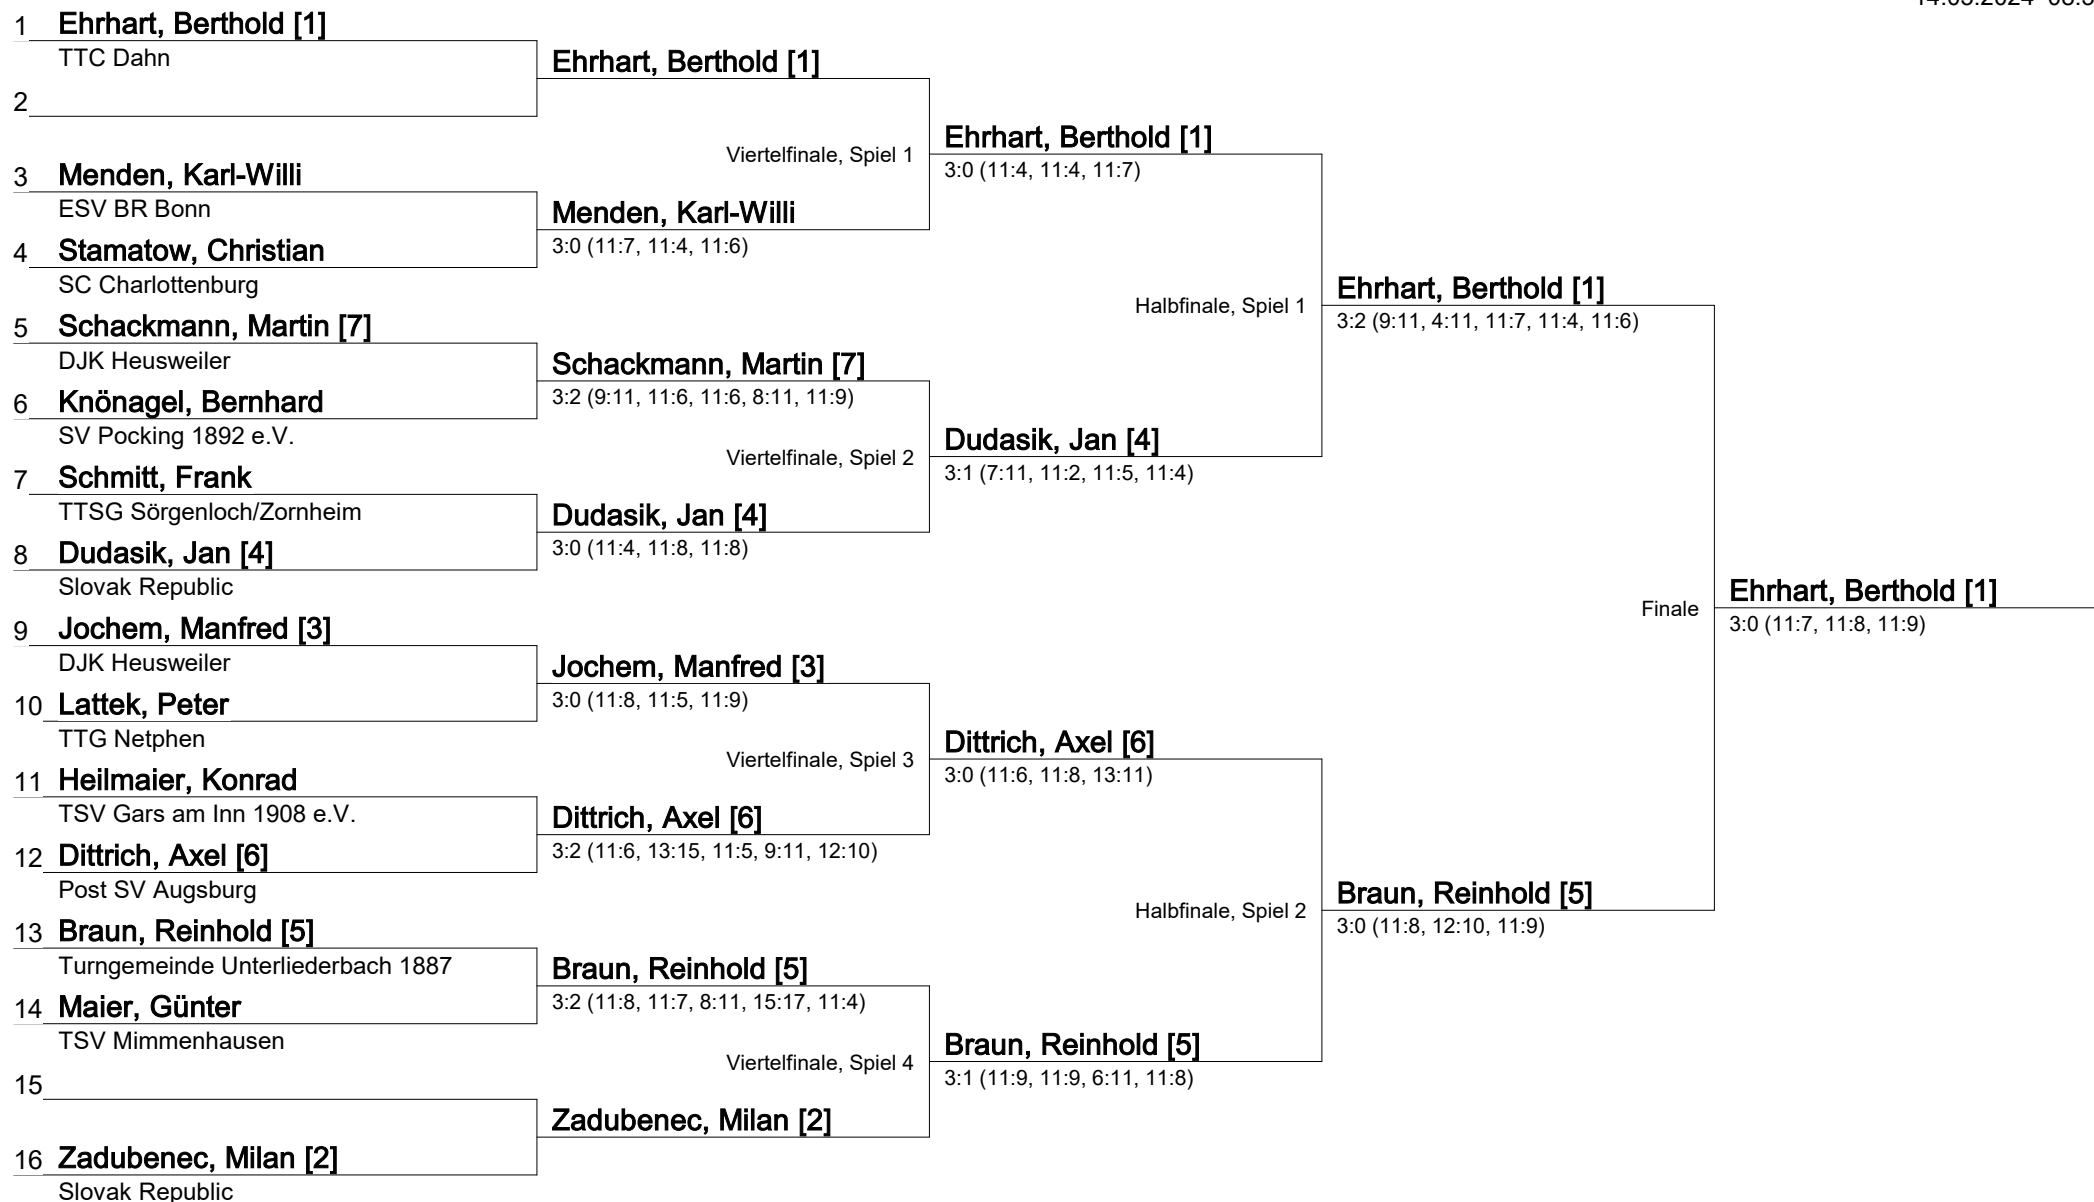 14.05.2024
1 Ehrhart, Berthold [1]
TTC Dahn
Ehrhart, Berthold [1]
2
Ehrhart, Berthold [1]
Viertelfinale, Spiel 1
3:0 (11:4, 11:4, 11:7)
3 Menden, Karl-Willi
ESV BR Bonn
Menden, Karl-Willi
3:0 (11:7, 11:4, 11:6)
4 Stamatow, Christian
SC Charlottenburg
Ehrhart, Berthold [1]
Halbfinale, Spiel 1
3:2 (9:11, 4:11, 11:7, 11:4, 11:6)
5 Schackmann, Martin [7]
DJK Heusweiler
Schackmann, Martin [7]
3:2 (9:11, 11:6, 11:6, 8:11, 11:9)
6 Knönagel, Bernhard
SV Pocking 1892 e.V.
Dudasik, Jan [4]
Viertelfinale, Spiel 2
3:1 (7:11, 11:2, 11:5, 11:4)
7 Schmitt, Frank
TTSG Sörgenloch/Zornheim
Dudasik, Jan [4]
3:0 (11:4, 11:8, 11:8)
8 Dudasik, Jan [4]
Slovak Republic
Ehrhart, Berthold [1]
Finale
3:0 (11:7, 11:8, 11:9)
9 Jochem, Manfred [3]
DJK Heusweiler
Jochem, Manfred [3]
3:0 (11:8, 11:5, 11:9)
10 Lattek, Peter
TTG Netphen
Dittrich, Axel [6]
Viertelfinale, Spiel 3
3:0 (11:6, 11:8, 13:11)
11 Heilmaier, Konrad
TSV Gars am Inn 1908 e.V.
Dittrich, Axel [6]
3:2 (11:6, 13:15, 11:5, 9:11, 12:10)
12 Dittrich, Axel [6]
Post SV Augsburg
Braun, Reinhold [5]
Halbfinale, Spiel 2
3:0 (11:8, 12:10, 11:9)
13 Braun, Reinhold [5]
Turngemeinde Unterliederbach 1887
Braun, Reinhold [5]
3:2 (11:8, 11:7, 8:11, 15:17, 11:4)
14 Maier, Günter
TSV Mimmenhausen
Braun, Reinhold [5]
Viertelfinale, Spiel 4
3:1 (11:9, 11:9, 6:11, 11:8)
15
Zadubenec, Milan [2]
16 Zadubenec, Milan [2]
Slovak Republic